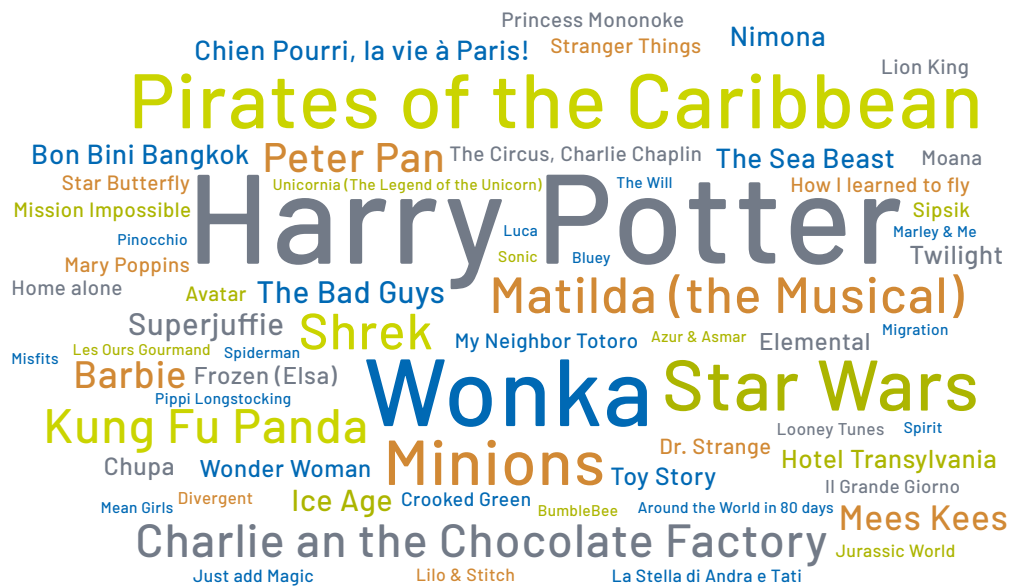 Princess Mononoke
Chien Pourri, la vie à Paris!
Stranger Things
Nimona
Lion King
Pirates of the Caribbean
Bon Bini Bangkok
Peter Pan
The Circus, Charlie Chaplin
The Sea Beast
Moana
Star Butterfly
Unicornia (The Legend of the Unicorn)
The Will
How I learned to fly
Mission Impossible
Harry Potter
Sipsik
Pinocchio
Luca
Marley & Me
Mary Poppins
Sonic
Bluey
Twilight
Home alone
Avatar
The Bad Guys
Matilda (the Musical)
Superjuffie
Shrek
My Neighbor Totoro
Azur & Asmar
Elemental
Migration
Misfits
Les Ours Gourmand
Spiderman
Barbie
Frozen (Elsa)
Wonka
Star Wars
Pippi Longstocking
Kung Fu Panda
Looney Tunes
Spirit
Chupa
Wonder Woman
Minions
Dr. Strange
Toy Story
Hotel Transylvania
Il Grande Giorno
Mean Girls
Divergent
Ice Age
Crooked Green
BumbleBee
Around the World in 80 days
Mees Kees
Charlie an the Chocolate Factory
Jurassic World
Just add Magic
Lilo & Stitch
La Stella di Andra e Tati